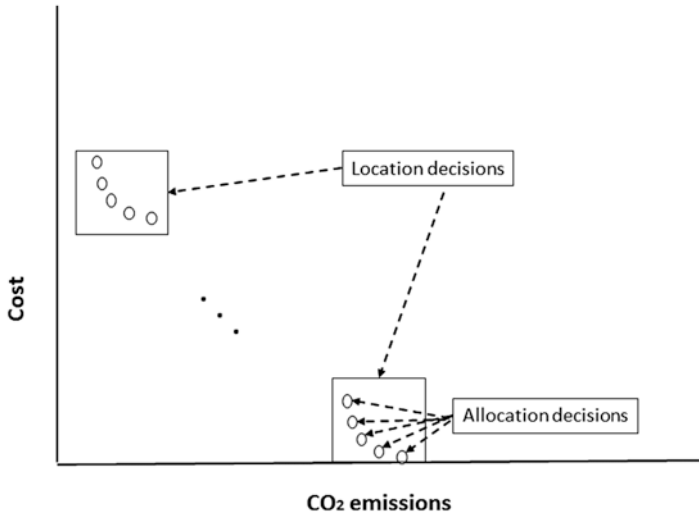 Location decisions
Cost
Allocation decisions
CO₂ emissions